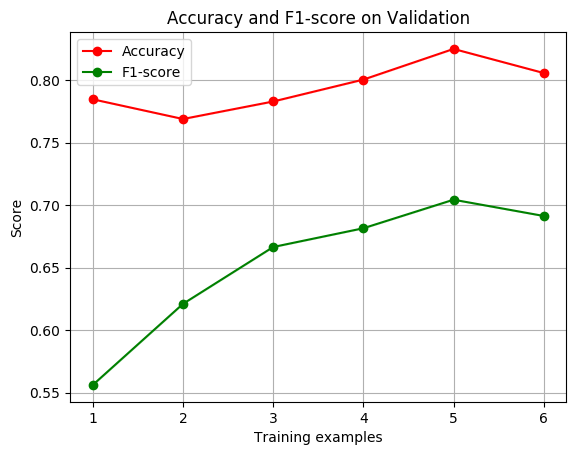 Accuracy and F1-score on Validation
Accuracy
F1-score
0.80
0.75
0.70
0.65
0.60
0.55
Score
1 2 3 4 5 6
Training examples